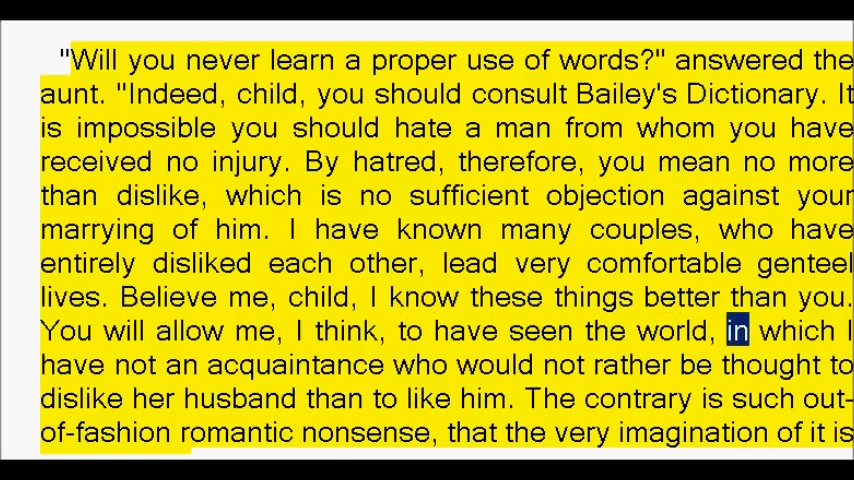 "Will you never learn a proper use of words?" answered the
aunt. "Indeed, child, you should consult Bailey's Dictionary. It
is impossible you should hate a man from whom you have
received no injury. By hatred, therefore, you mean no more
than dislike, which is no sufficient objection against your
marrying of him. I have known many couples, who have
entirely disliked each other, lead very comfortable genteel
lives. Believe me, child, I know these things better than you.
You will allow me, I think, to have seen the world, in which I
have not an acquaintance who would not rather be thought to
dislike her husband than to like him. The contrary is such out-
of-fashion romantic nonsense, that the very imagination of it is